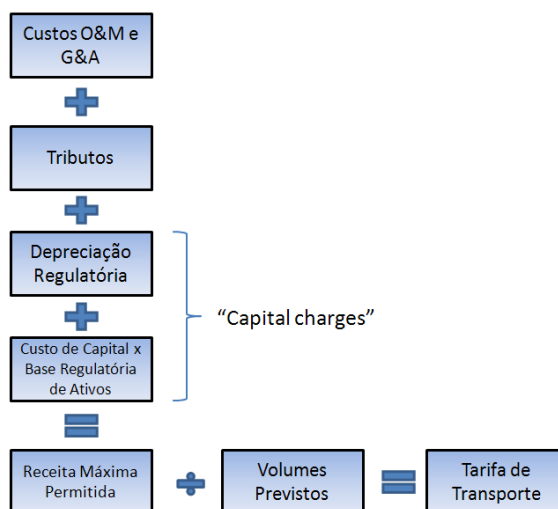 Custos O&M e
G&A
Tributos
Depreciação
Regulatória
"Capital charges"
Custo de Capital x
Base Regulatória
de Ativos
Receita Máxima
Permitida
Volumes
Previstos
Tarifa de
Transporte